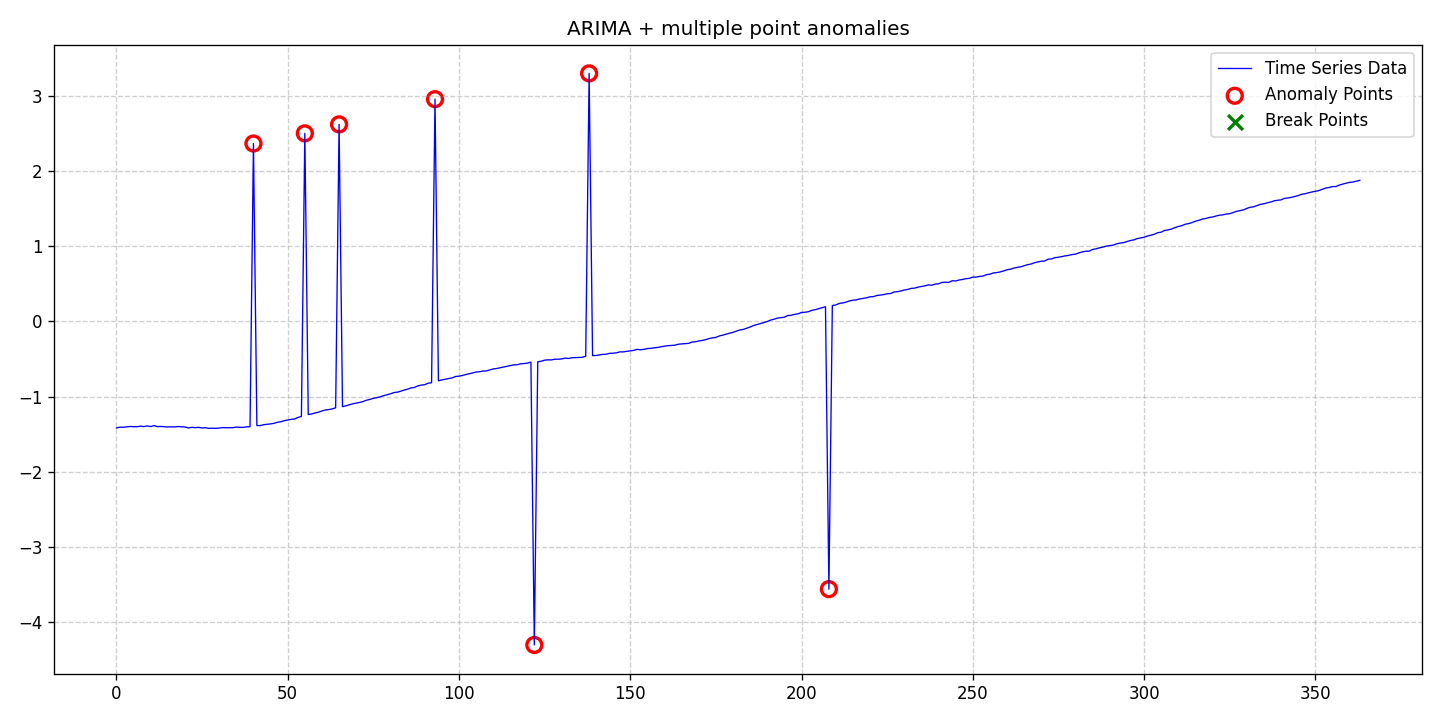 ARIMA + multiple point anomalies
Time Series Data
Anomaly Points
Break Points
3
2
1
0
−1
−2
−3
−4
0 50 100 150 200 250 300 350